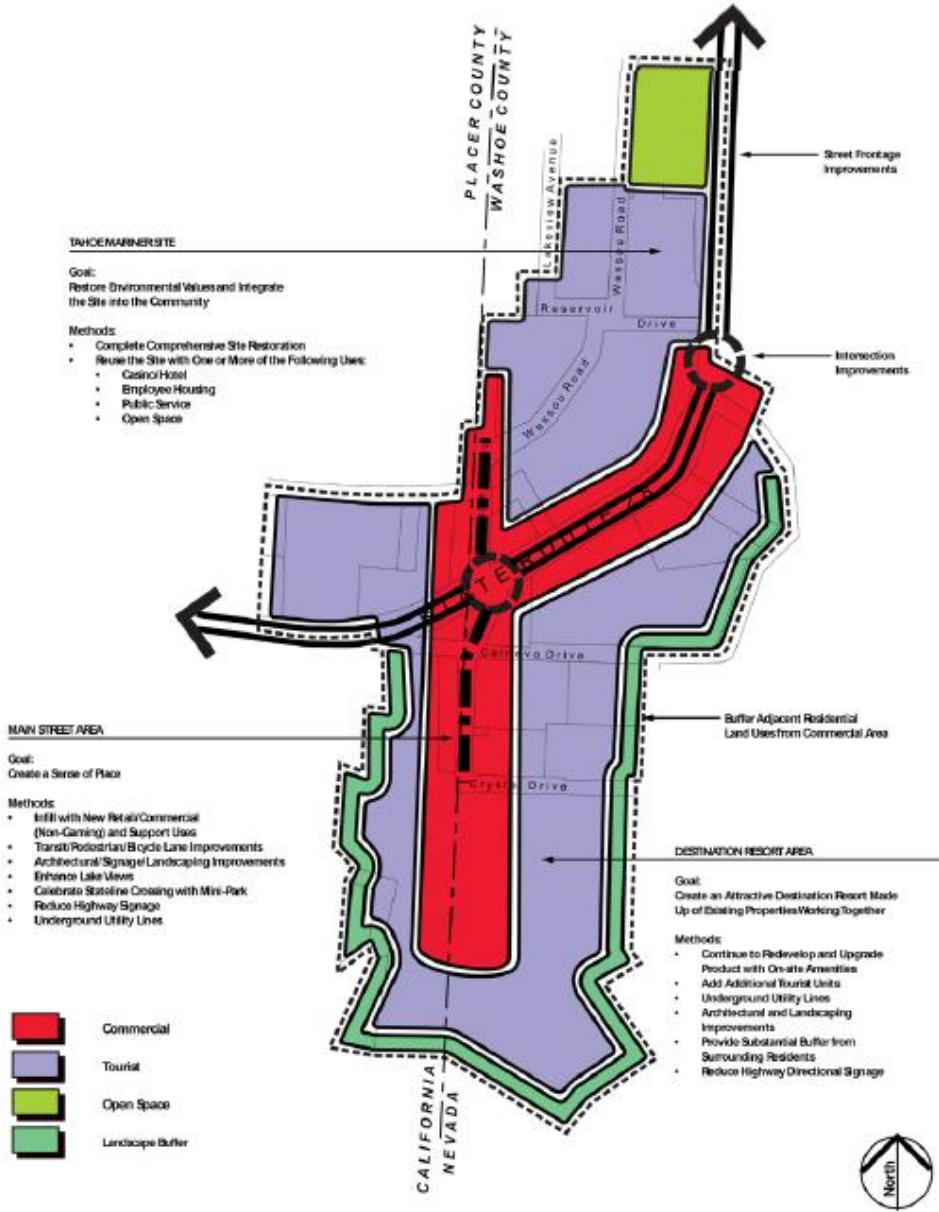 PLACER COUNTY
WASHOE COUNTY
Lakeview Avenue
Wassou Road
Street Frontage
Improvements
TAHOE MARINER SITE
Goal:
Restore Environmental Values and Integrate
the Site into the Community
Methods:
• Complete Comprehensive Site Restoration
• Reuse the Site with One or More of the Following Uses:
• Casino/Hotel
• Employee Housing
• Public Service
• Open Space
Reservoir
Drive
Intersection
Improvements
Wassou Road
Calneva Drive
MAIN STREET AREA
Goal:
Create a Sense of Place
Methods:
• Infill with New Retail/Commercial
(Non-Gaming) and Support Uses
• Transit/Pedestrian/Bicycle Lane Improvements
• Architectural/Signage/Landscaping Improvements
• Enhance Lake Views
• Celebrate Stateline Crossing with Mini-Park
• Reduce Highway Signage
• Underground Utility Lines
Buffer Adjacent Residential
Land Uses from Commercial Area
Crystal Drive
DESTINATION RESORT AREA
Goal:
Create an Attractive Destination Resort Made
Up of Existing Properties Working Together
Methods:
• Continue to Redevelop and Upgrade
Product with On-site Amenities
• Add Additional Tourist Units
• Underground Utility Lines
• Architectural and Landscaping
Improvements
• Provide Substantial Buffer from
Surrounding Residents
• Reduce Highway Directional Signage
Commercial
Tourist
Open Space
Landscape Buffer
CALIFORNIA
NEVADA
North